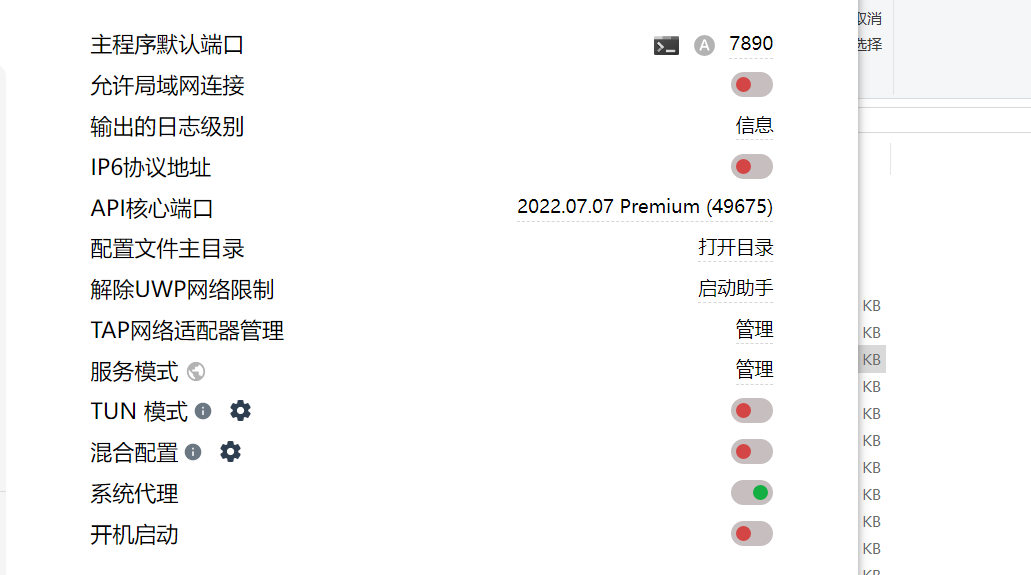 取消
选择
主程序默认端口 A 7890
允许局域网连接
输出的日志级别 信息
IP6协议地址
API核心端口 2022.07.07 Premium (49675)
配置文件主目录 打开目录
解除UWP网络限制 启动助手
TAP网络适配器管理 管理
服务模式 管理
TUN 模式
混合配置
系统代理
开机启动
KB
KB
KB
KB
KB
KB
KB
KB
KB
KB
KB